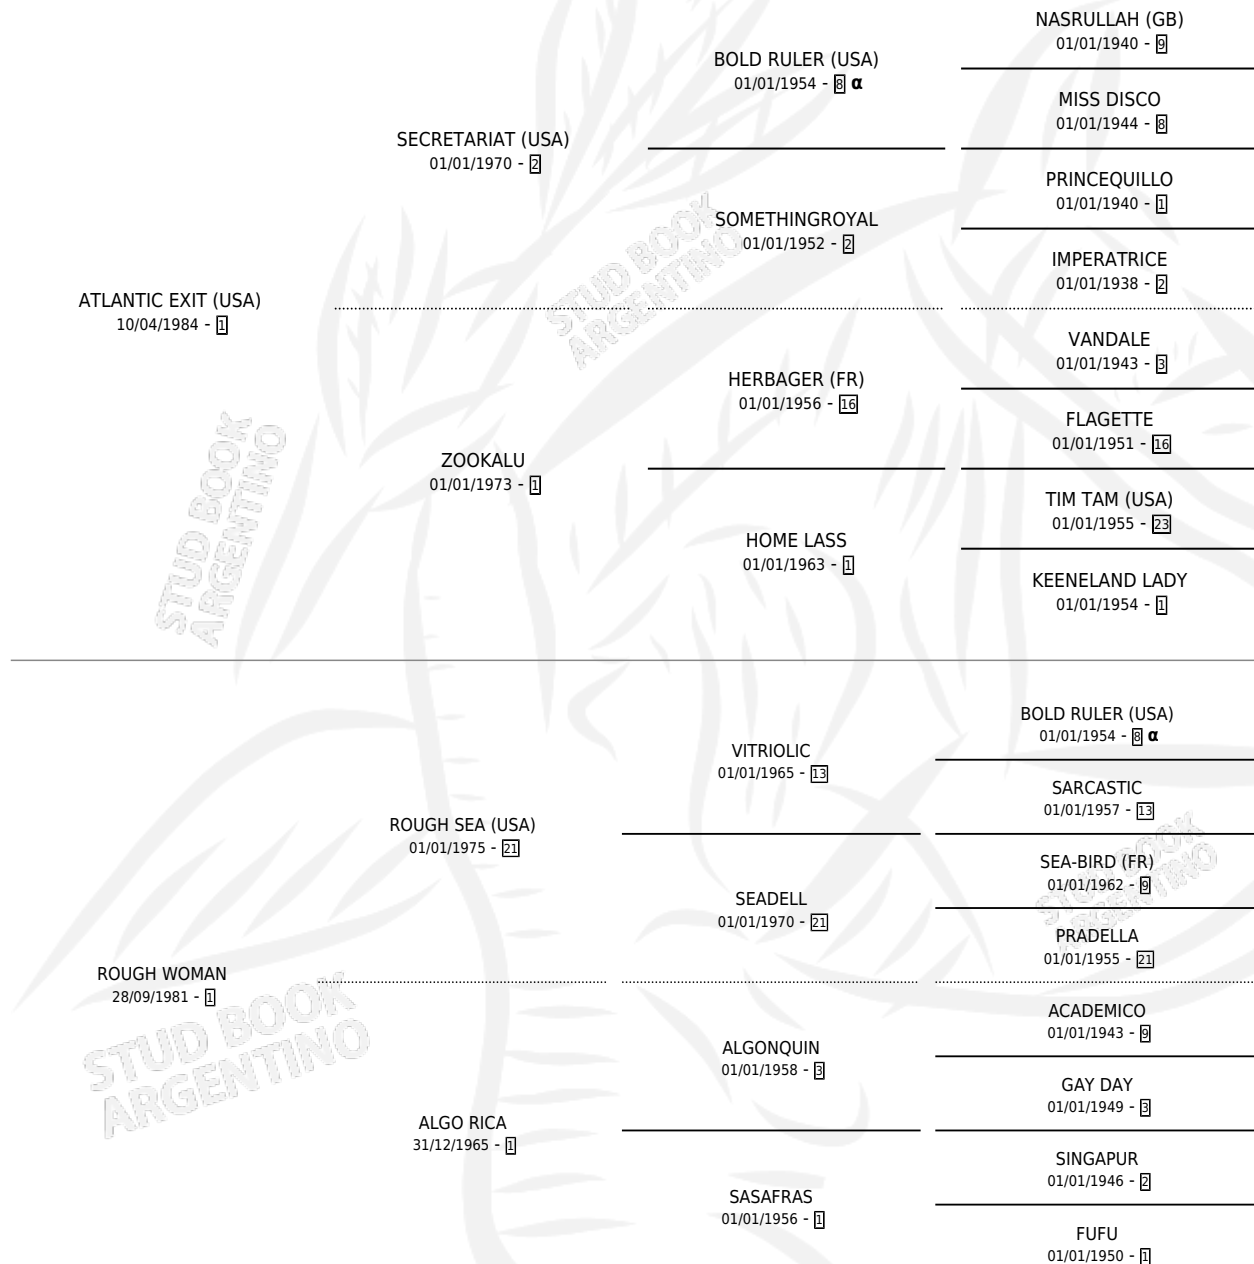 NASRULLAH (GB)
01/01/1940 - 9
BOLD RULER (USA)
01/01/1954 - 8 α
MISS DISCO
01/01/1944 - 8
SECRETARIAT (USA)
01/01/1970 - 2
PRINCEQUILLO
01/01/1940 - 1
SOMETHINGROYAL
01/01/1952 - 2
IMPERATRICE
01/01/1938 - 2
ATLANTIC EXIT (USA)
10/04/1984 - 1
VANDALE
01/01/1943 - 3
HERBAGER (FR)
01/01/1956 - 16
FLAGETTE
01/01/1951 - 16
ZOOKALU
01/01/1973 - 1
TIM TAM (USA)
01/01/1955 - 23
HOME LASS
01/01/1963 - 1
KEENELAND LADY
01/01/1954 - 1
BOLD RULER (USA)
01/01/1954 - 8 α
VITRIOLIC
01/01/1965 - 13
SARCASTIC
01/01/1957 - 13
ROUGH SEA (USA)
01/01/1975 - 21
SEA-BIRD (FR)
01/01/1962 - 9
SEADELL
01/01/1970 - 21
PRADELLA
01/01/1955 - 21
ROUGH WOMAN
28/09/1981 - 1
ACADEMICO
01/01/1943 - 9
ALGONQUIN
01/01/1958 - 3
GAY DAY
01/01/1949 - 3
ALGO RICA
31/12/1965 - 1
SINGAPUR
01/01/1946 - 2
SASAFRAS
01/01/1956 - 1
FUFU
01/01/1950 - 1
STUD BOOK
ARGENTINO
STUD BOOK
ARGENTINO
STUD BOOK
ARGENTINO
STUD BOOK
ARGENTINO